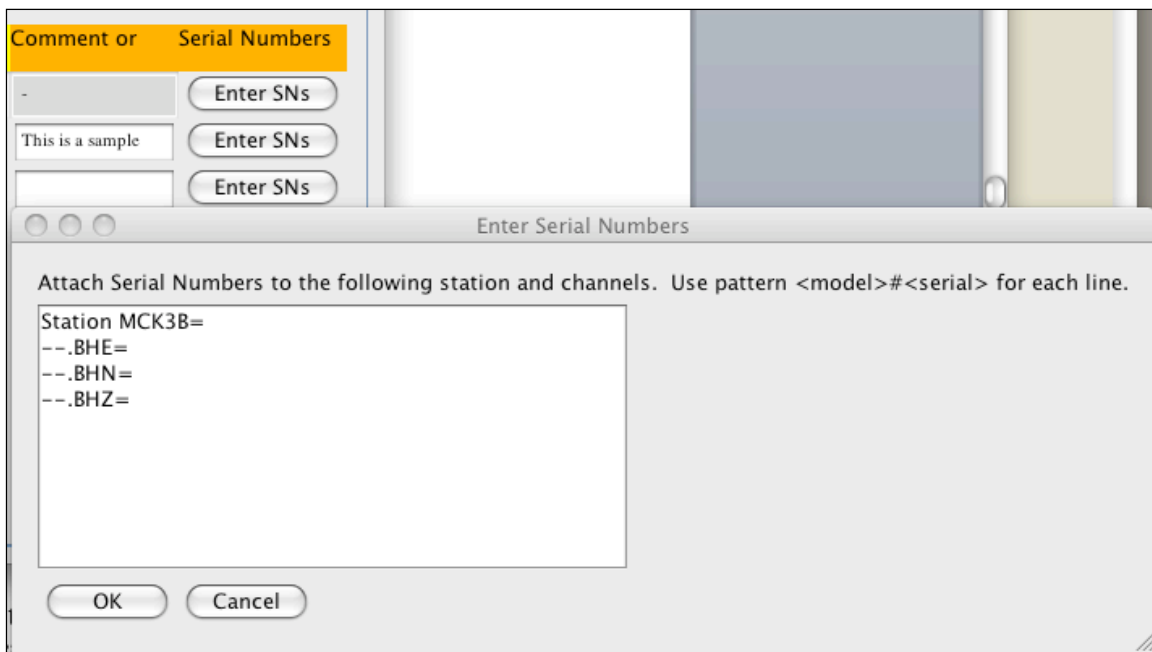 Comment or Serial Numbers
- Enter SNs
This is a sample Enter SNs
Enter SNs
Enter Serial Numbers
Attach Serial Numbers to the following station and channels. Use pattern <model>#<serial> for each line.
Station MCK3B=
--.BHE=
--.BHN=
--.BHZ=
OK Cancel